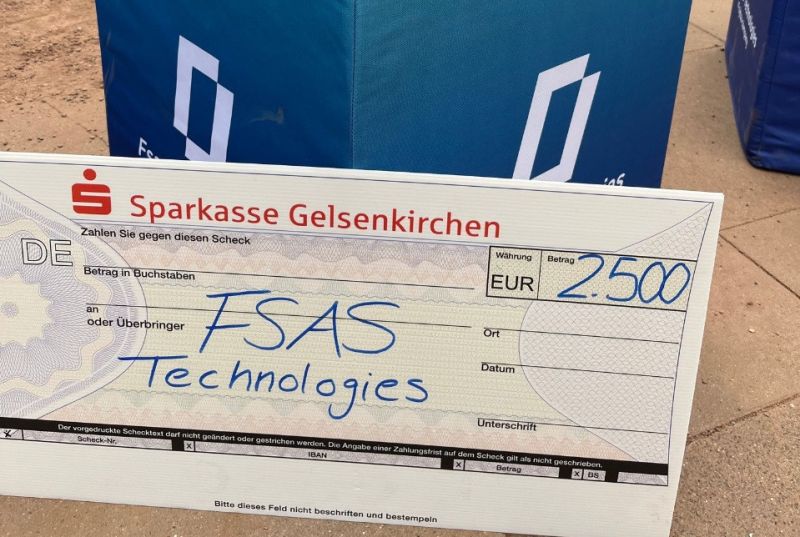 Sparkasse Gelsenkirchen
Zahlen Sie gegen diesen Scheck
DE
Währung Betrag
EUR 2.500
Betrag in Buchstaben
an
oder Überbringer
FSAS
Technologies
Ort
Datum
Unterschrift
Der vorgedruckte Schecktext darf nicht geändert oder gestrichen werden. Die Angabe einer Zahlungsfrist auf dem Scheck gilt als nicht geschrieben.
X Scheck-Nr. X IBAN X Betrag X BS
Bitte dieses Feld nicht beschriften und bestempeln